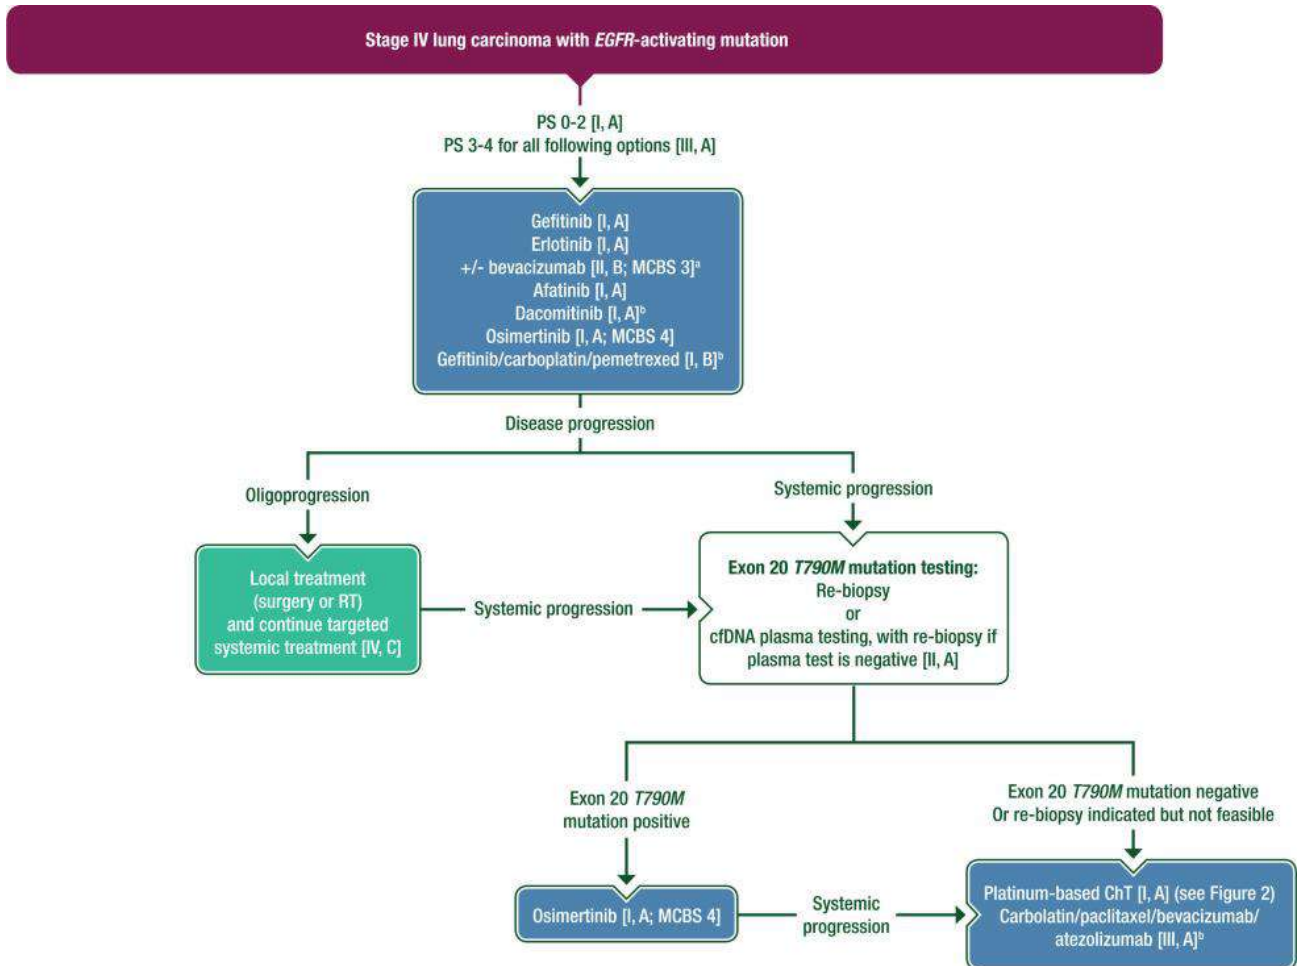 Stage IV lung carcinoma with EGFR-activating mutation
PS 0-2 [I, A]
PS 3-4 for all following options [III, A]
Gefitinib [I, A]
Erlotinib [I, A]
+/- bevacizumab [II, B; MCBS 3]ᵃ
Afatinib [I, A]
Dacomitinib [I, A]ᵇ
Osimertinib [I, A; MCBS 4]
Gefitinib/carboplatin/pemetrexed [I, B]ᵇ
Disease progression
Oligoprogression
Systemic progression
Local treatment
(surgery or RT)
and continue targeted
systemic treatment [IV, C]
Systemic progression
Exon 20 T790M mutation testing:
Re-biopsy
or
cfDNA plasma testing, with re-biopsy if
plasma test is negative [II, A]
Exon 20 T790M
mutation positive
Exon 20 T790M mutation negative
Or re-biopsy indicated but not feasible
Osimertinib [I, A; MCBS 4]
Systemic
progression
Platinum-based ChT [I, A] (see Figure 2)
Carbolatin/paclitaxel/bevacizumab/
atezolizumab [III, A]ᵇ